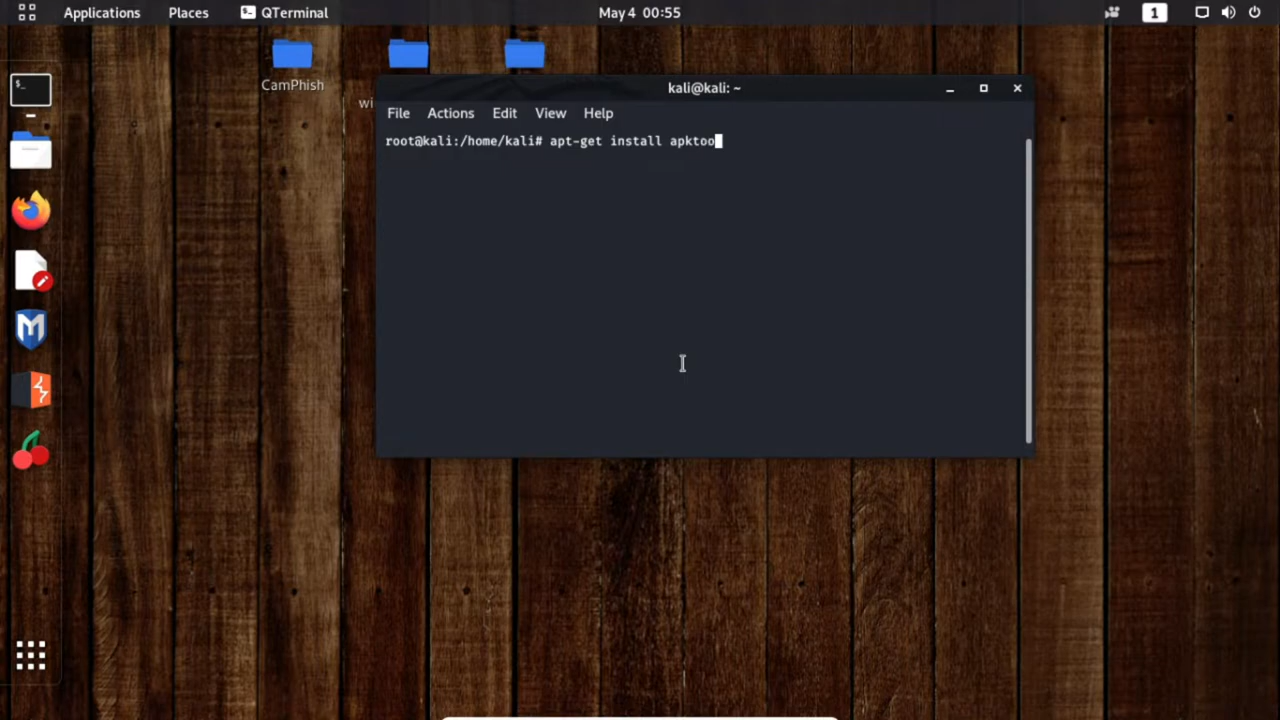 Applications Places QTerminal May 4 00:55 1
CamPhish
wi
kali@kali: ~
File Actions Edit View Help
root@kali:/home/kali# apt-get install apktoo